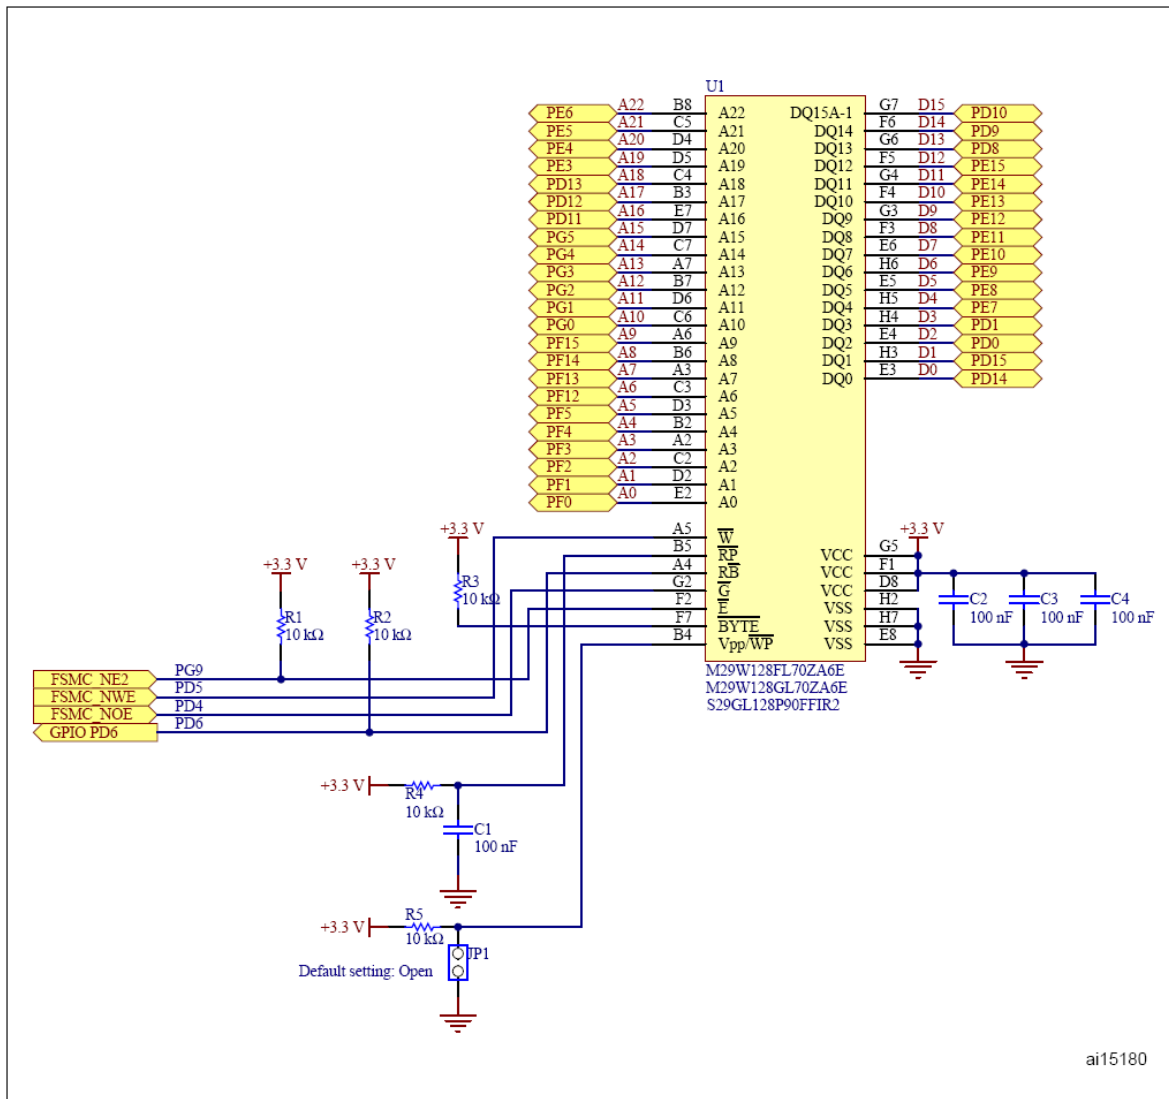 U1
PE6 A22 B8 A22 DQ15A-1 G7 D15 PD10
PE5 A21 C5 A21 DQ14 F6 D14 PD9
PE4 A20 D4 A20 DQ13 G6 D13 PD8
PE3 A19 D5 A19 DQ12 F5 D12 PE15
PD13 A18 C4 A18 DQ11 G4 D11 PE14
PD12 A17 B3 A17 DQ10 F4 D10 PE13
PD11 A16 E7 A16 DQ9 G3 D9 PE12
PG5 A15 D7 A15 DQ8 F3 D8 PE11
PG4 A14 C7 A14 DQ7 E6 D7 PE10
PG3 A13 A7 A13 DQ6 H6 D6 PE9
PG2 A12 B7 A12 DQ5 E5 D5 PE8
PG1 A11 D6 A11 DQ4 H5 D4 PE7
PG0 A10 C6 A10 DQ3 H4 D3 PD1
PF15 A9 A6 A9 DQ2 E4 D2 PD0
PF14 A8 B6 A8 DQ1 H3 D1 PD15
PF13 A7 A3 A7 DQ0 E3 D0 PD14
PF12 A6 C3 A6
PF5 A5 D3 A5
PF4 A4 B2 A4
PF3 A3 A2 A3
PF2 A2 C2 A2
PF1 A1 D2 A1
PF0 A0 E2 A0
+3.3 V A5 W +3.3 V
B5 RP VCC G5
+3.3 V +3.3 V A4 RB VCC F1
R3 10 kΩ G2 G VCC D8
F2 E VSS H2
C2 100 nF C3 100 nF C4 100 nF
R1 10 kΩ R2 10 kΩ F7 BYTE VSS H7
B4 Vpp/WP VSS E8
M29W128FL70ZA6E
M29W128GL70ZA6E
S29GL128P90FFIR2
FSMC_NE2 PG9
FSMC_NWE PD5
FSMC_NOE PD4
GPIO PD6 PD6
+3.3 V R4
10 kΩ
C1
100 nF
+3.3 V R5
10 kΩ
JP1
Default setting: Open
ai15180